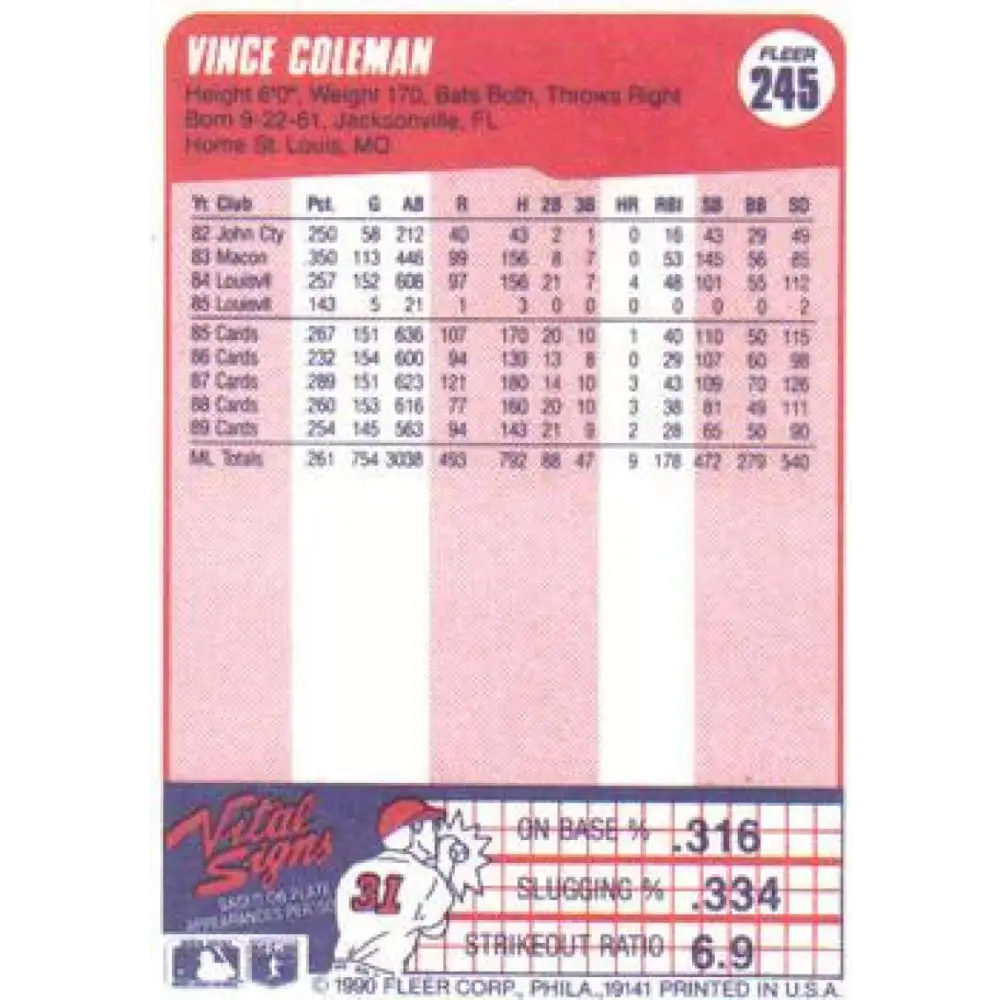 VINCE COLEMAN
FLEER
245
Height 6'0", Weight 170, Bats Both, Throws Right
Born 9-22-61, Jacksonville, FL
Home St. Louis, MO
Yr Club Pct. G AB R H 2B 3B HR RBI SB BB SO
82 John Cty 250 58 212 40 43 2 1 0 16 43 29 49
83 Macon 350 113 446 99 156 8 7 0 53 145 56 85
84 Louisvll 257 152 608 97 156 21 7 4 48 101 55 112
85 Louisvll 143 5 21 1 3 0 0 0 0 0 0 2
85 Cards 267 151 636 107 170 20 10 1 40 110 50 115
86 Cards 232 154 600 94 139 13 8 0 29 107 60 98
87 Cards 289 151 623 121 180 14 10 3 43 109 70 126
88 Cards 260 153 616 77 160 20 10 3 38 81 49 111
89 Cards 254 145 563 94 143 21 9 2 28 65 50 90
ML Totals 261 754 3038 493 792 88 47 9 178 472 279 540
Vital
Signs
BASED ON PLATE
APPEARANCES PER/SO
31
ON BASE % .316
SLUGGING % .334
STRIKEOUT RATIO 6.9
© 1990 FLEER CORP., PHILA., 19141 PRINTED IN U.S.A.